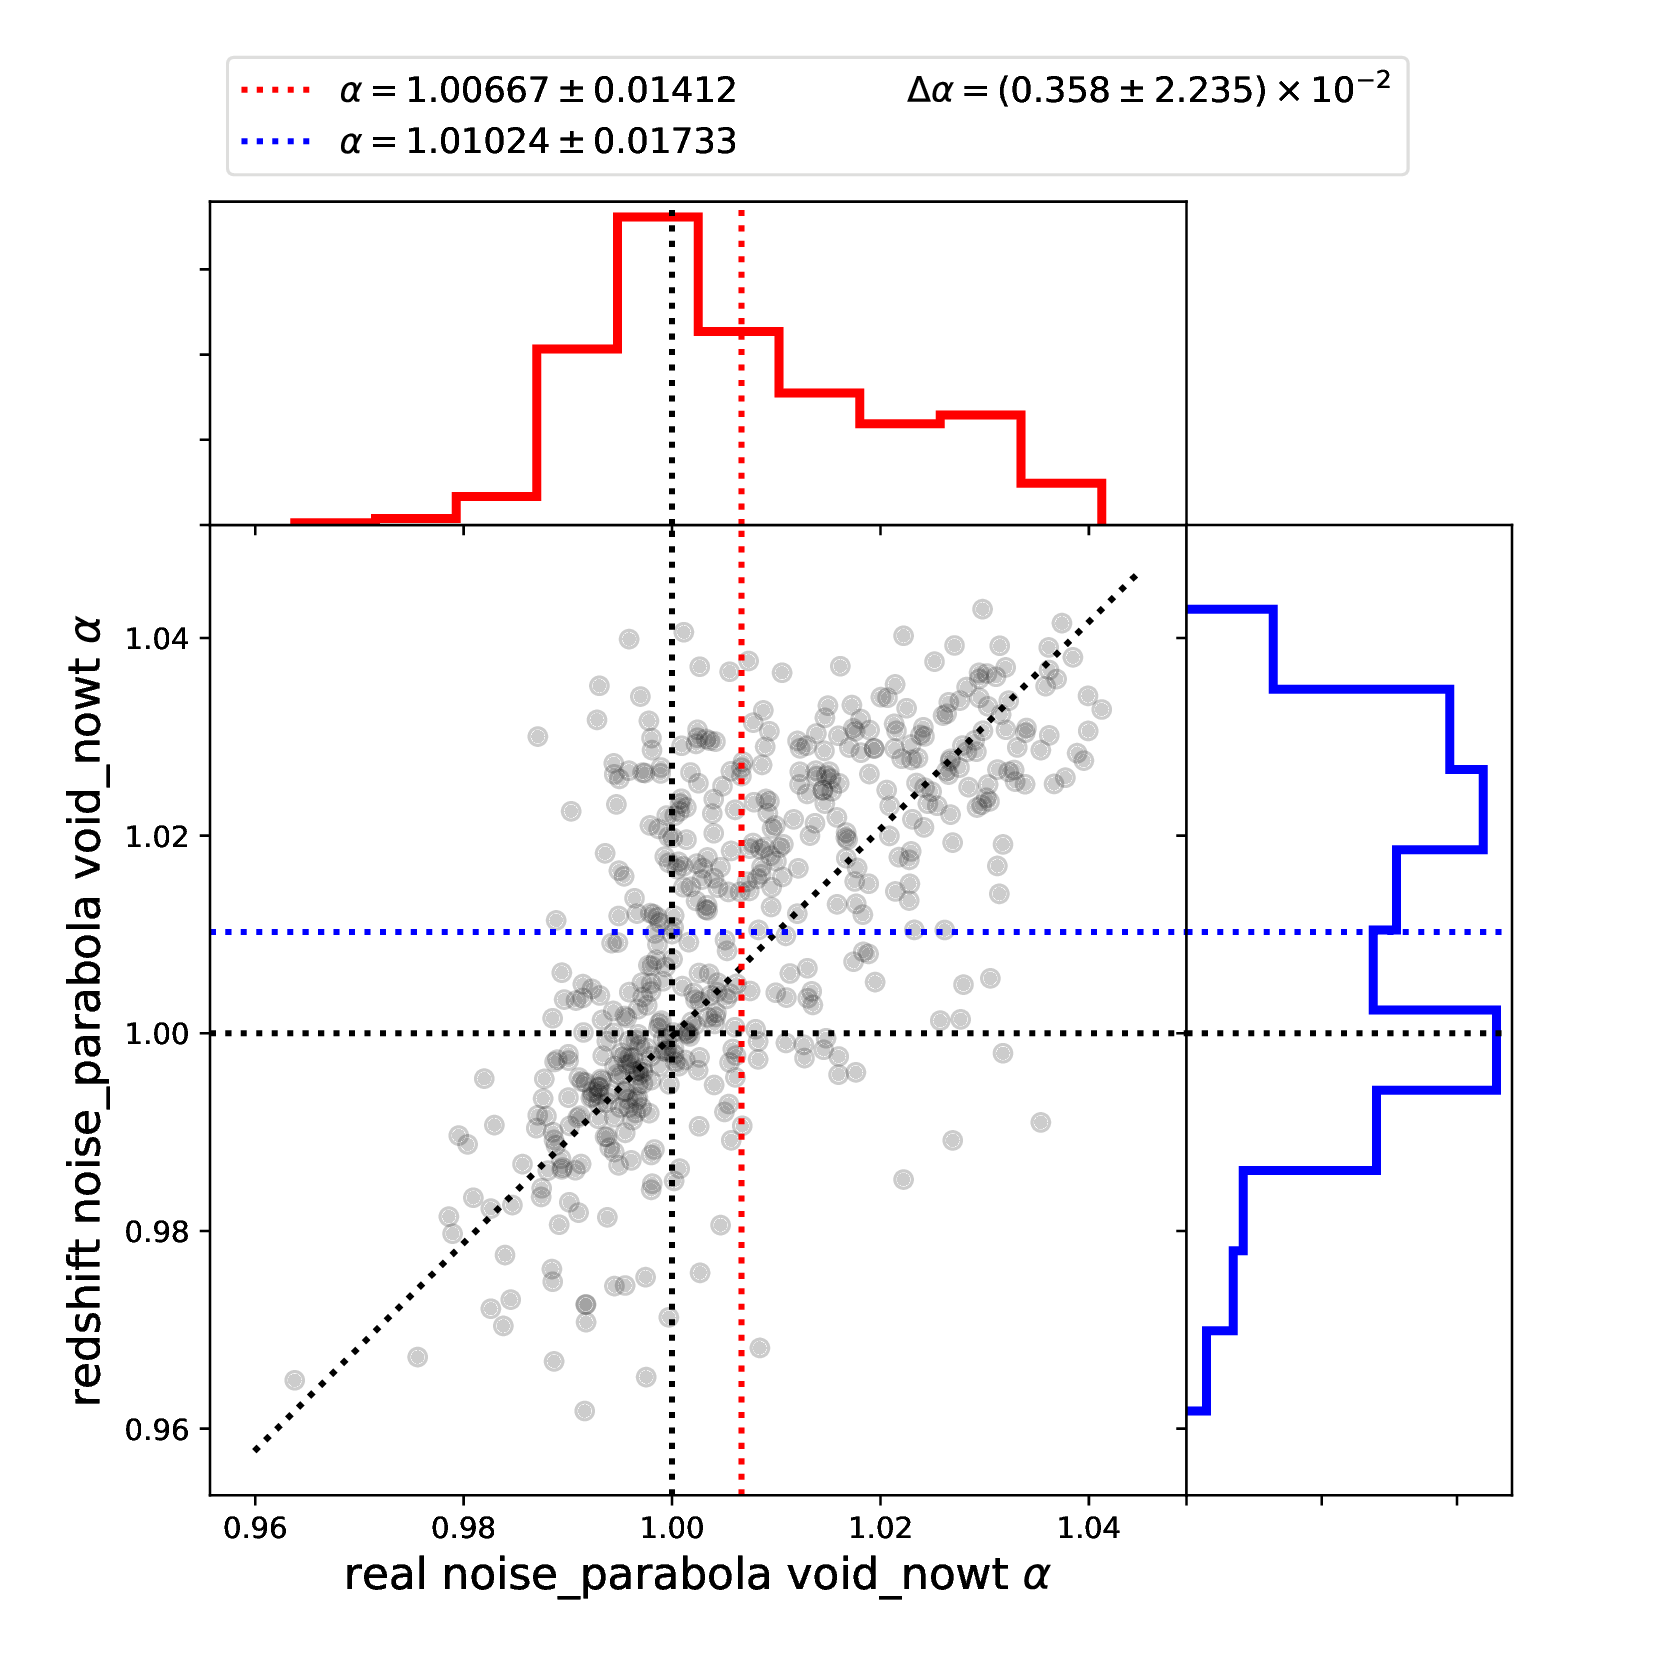 α = 1.00667 ± 0.01412
Δα = (0.358 ± 2.235) × 10⁻²
α = 1.01024 ± 0.01733
redshift noise_parabola void_nowt α
1.04
1.02
1.00
0.98
0.96
0.96 0.98 1.00 1.02 1.04
real noise_parabola void_nowt α